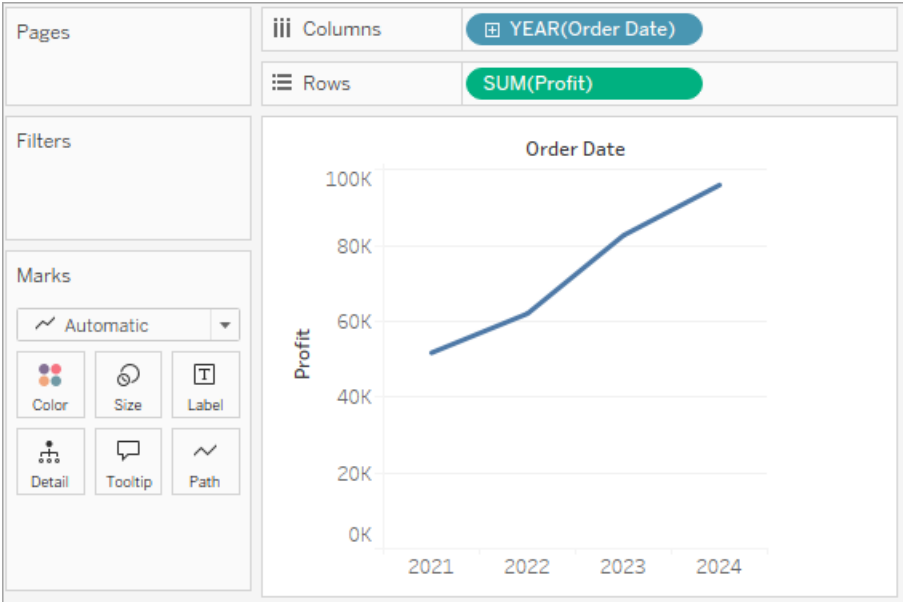 Pages
Columns
YEAR(Order Date)
Rows
SUM(Profit)
Filters
Marks
Automatic
Color
Size
Label
Detail
Tooltip
Path
Order Date
Profit
100K
80K
60K
40K
20K
0K
2021 2022 2023 2024